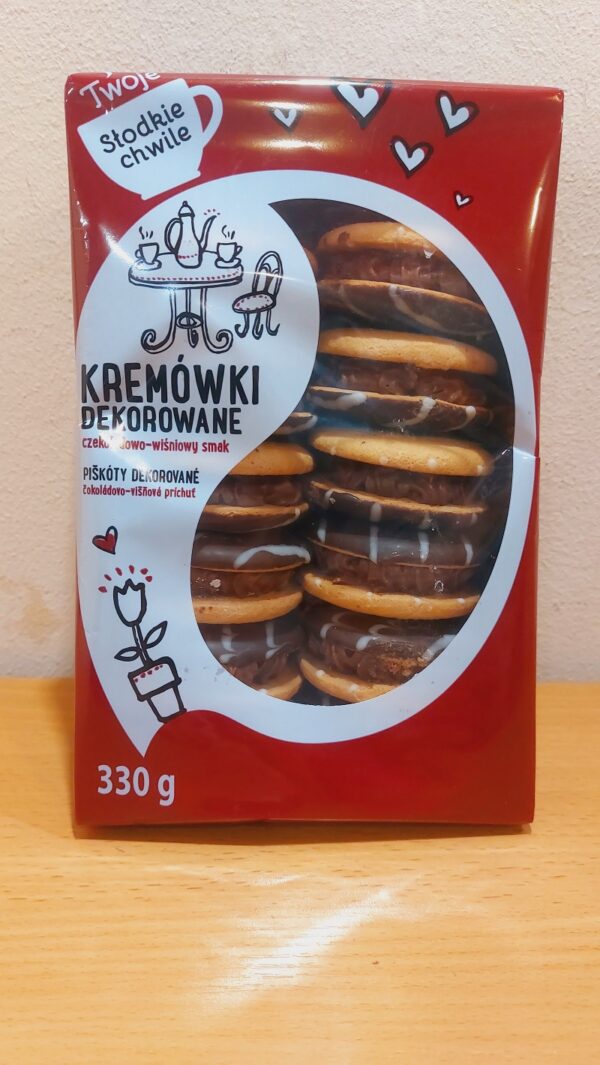 Twoje
Słodkie
chwile
KREMÓWKI
DEKOROWANE
czekoladowo-wiśniowy smak
PIŠKÓTY DEKOROVANÉ
čokoládovo-višňová príchuť
330 g